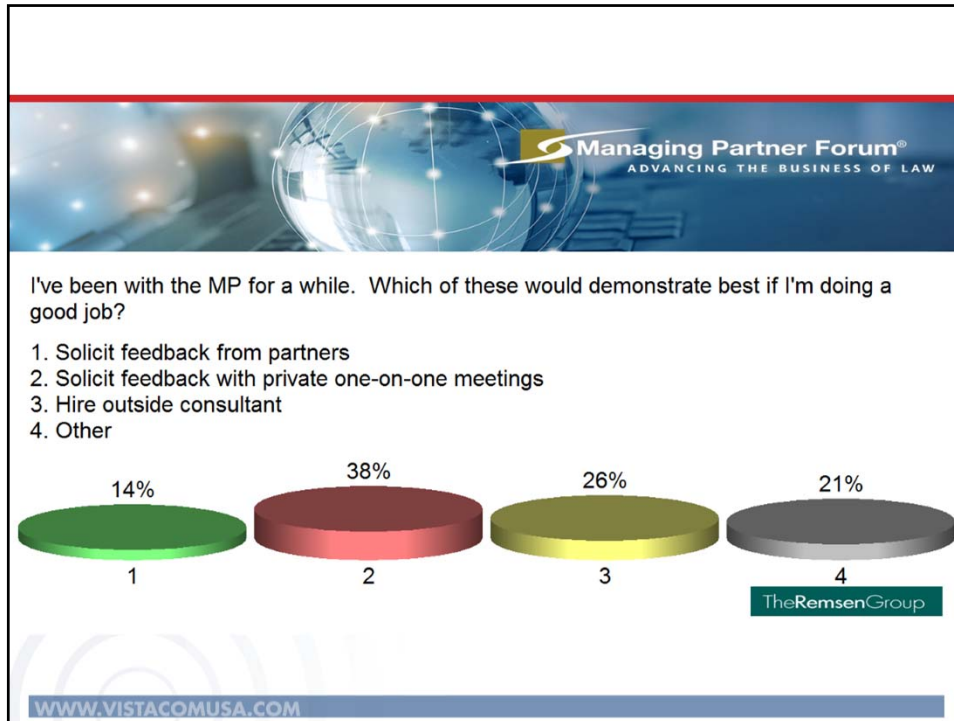 Managing Partner Forum®
ADVANCING THE BUSINESS OF LAW
I've been with the MP for a while.  Which of these would demonstrate best if I'm doing a
good job?
1. Solicit feedback from partners
2. Solicit feedback with private one-on-one meetings
3. Hire outside consultant
4. Other
14% 38% 26% 21%
1 2 3 4
TheRemsenGroup
WWW.VISTACOMUSA.COM